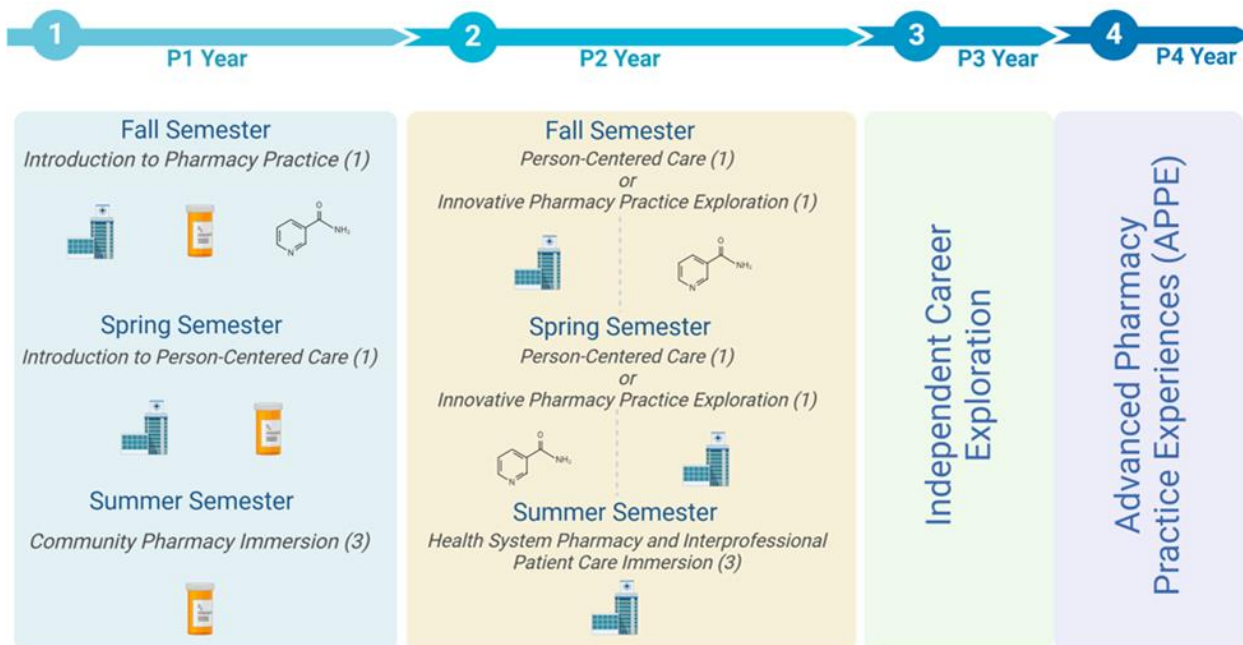 1
P1 Year
2
P2 Year
3
P3 Year
4
P4 Year
Fall Semester
Introduction to Pharmacy Practice (1)
O
NH₂
N
Spring Semester
Introduction to Person-Centered Care (1)
Summer Semester
Community Pharmacy Immersion (3)
Fall Semester
Person-Centered Care (1)
or
Innovative Pharmacy Practice Exploration (1)
O
NH₂
N
Spring Semester
Person-Centered Care (1)
or
Innovative Pharmacy Practice Exploration (1)
O
NH₂
N
Summer Semester
Health System Pharmacy and Interprofessional
Patient Care Immersion (3)
Independent Career
Exploration
Advanced Pharmacy
Practice Experiences (APPE)